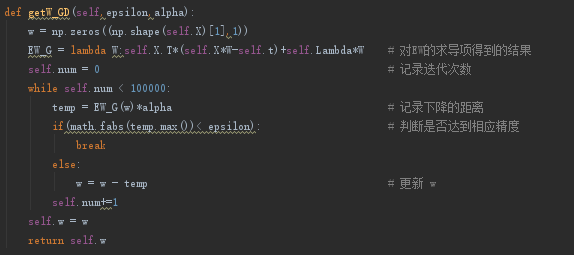 def getW_GD(self,epsilon,alpha):
    w = np.zeros((np.shape(self.X)[1],1))
    EW_G = lambda W:self.X.T*(self.X*W-self.t)+self.Lambda*W    # 对EW的求导项得到的结果
    self.num = 0    # 记录迭代次数
    while self.num < 100000:
        temp = EW_G(w)*alpha    # 记录下降的距离
        if(math.fabs(temp.max())< epsilon):    # 判断是否达到相应精度
            break
        else:
            w = w - temp    # 更新 w
        self.num+=1
    self.w = w
    return self.w